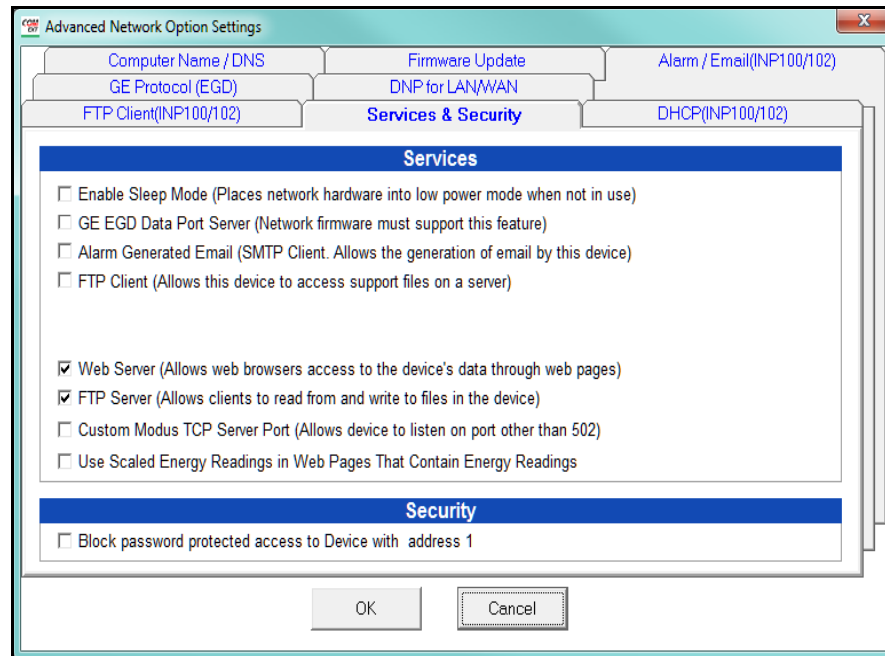 COM
EXT
Advanced Network Option Settings
X
Computer Name / DNS
Firmware Update
Alarm / Email(INP100/102)
GE Protocol (EGD)
DNP for LAN/WAN
FTP Client(INP100/102)
Services & Security
DHCP(INP100/102)
Services
Enable Sleep Mode (Places network hardware into low power mode when not in use)
GE EGD Data Port Server (Network firmware must support this feature)
Alarm Generated Email (SMTP Client. Allows the generation of email by this device)
FTP Client (Allows this device to access support files on a server)
Web Server (Allows web browsers access to the device's data through web pages)
FTP Server (Allows clients to read from and write to files in the device)
Custom Modus TCP Server Port (Allows device to listen on port other than 502)
Use Scaled Energy Readings in Web Pages That Contain Energy Readings
Security
Block password protected access to Device with address 1
OK
Cancel